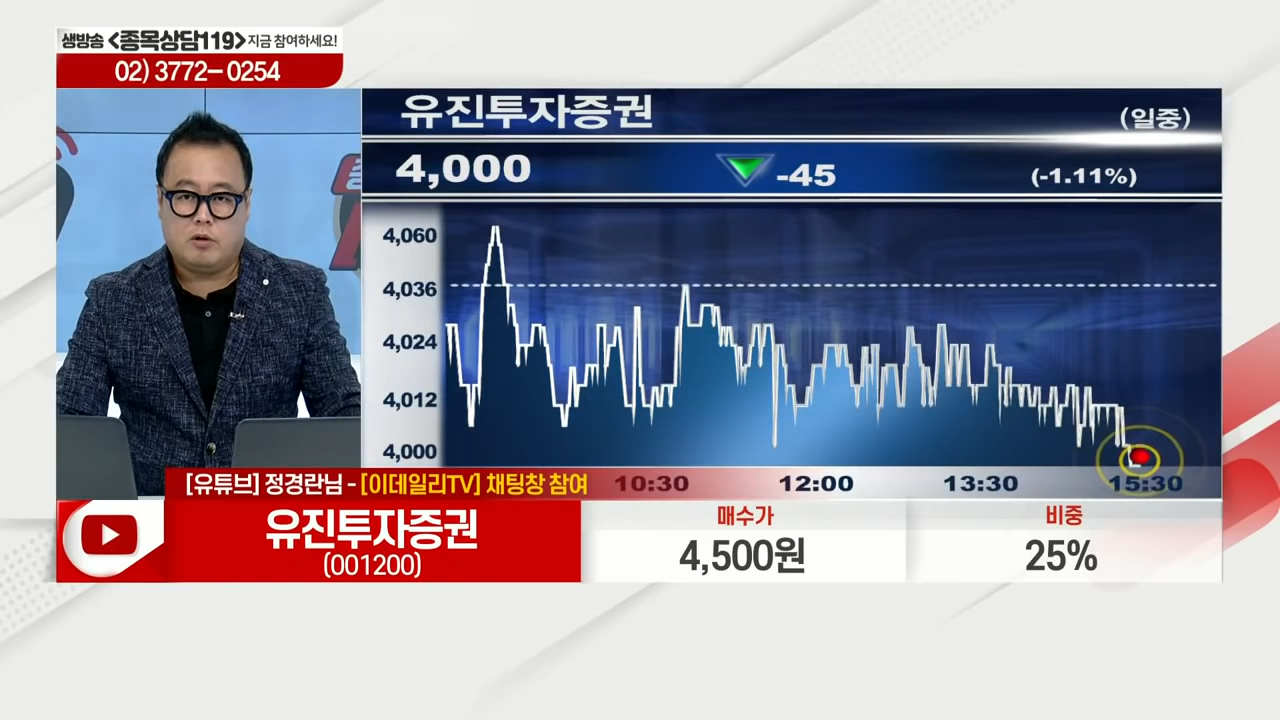 생방송 <종목상담119> 지금 참여하세요!
02) 3772-0254
유진투자증권
(일중)
4,000
-45
(-1.11%)
4,060
4,036
4,024
4,012
4,000
10:30
12:00
13:30
15:30
[유튜브] 정경란님 - [이데일리TV] 채팅창 참여
유진투자증권
(001200)
매수가
4,500원
비중
25%